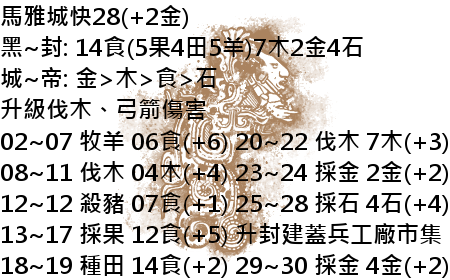 馬雅城快28(+2金)
黑~封: 14食(5果4田5羊)7木2金4石
城~帝: 金>木>食>石
升級伐木、弓箭傷害
02~07 牧羊 06食(+6) 20~22 伐木 7木(+3)
08~11 伐木 04木(+4) 23~24 採金 2金(+2)
12~12 殺豬 07食(+1) 25~28 採石 4石(+4)
13~17 採果 12食(+5) 升封建蓋兵工廠市集
18~19 種田 14食(+2) 29~30 採金 4金(+2)